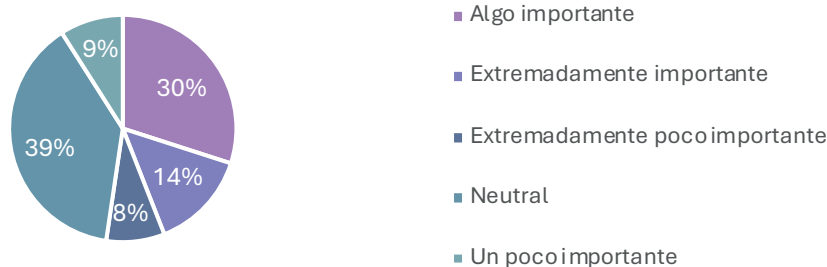 9%
30%
39%
14%
8%
Algo importante
Extremadamente importante
Extremadamente poco importante
Neutral
Un poco importante